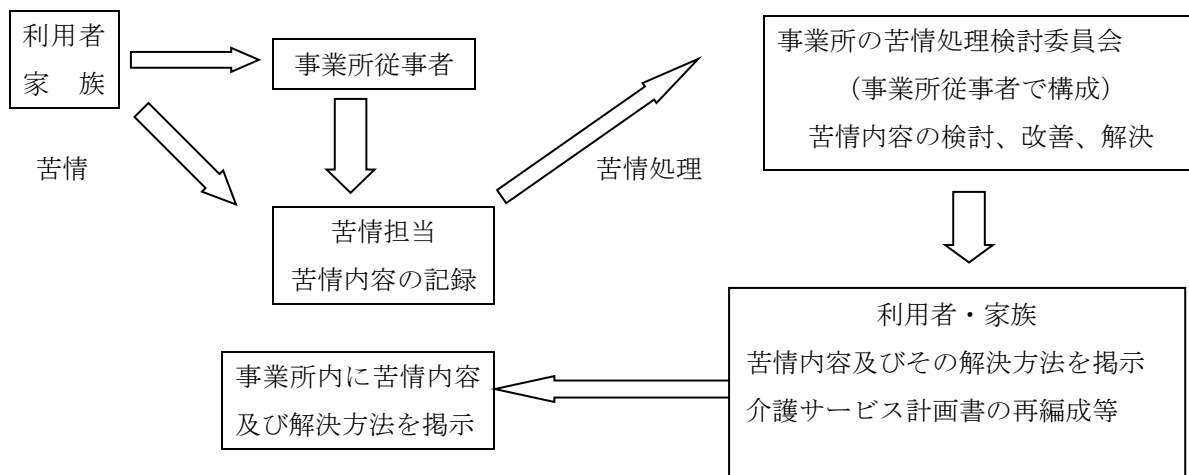 利用者
家　族
事業所従事者
苦情
苦情担当
苦情内容の記録
苦情処理
事業所の苦情処理検討委員会
（事業所従事者で構成）
苦情内容の検討、改善、解決
利用者・家族
苦情内容及びその解決方法を掲示
介護サービス計画書の再編成等
事業所内に苦情内容
及び解決方法を掲示